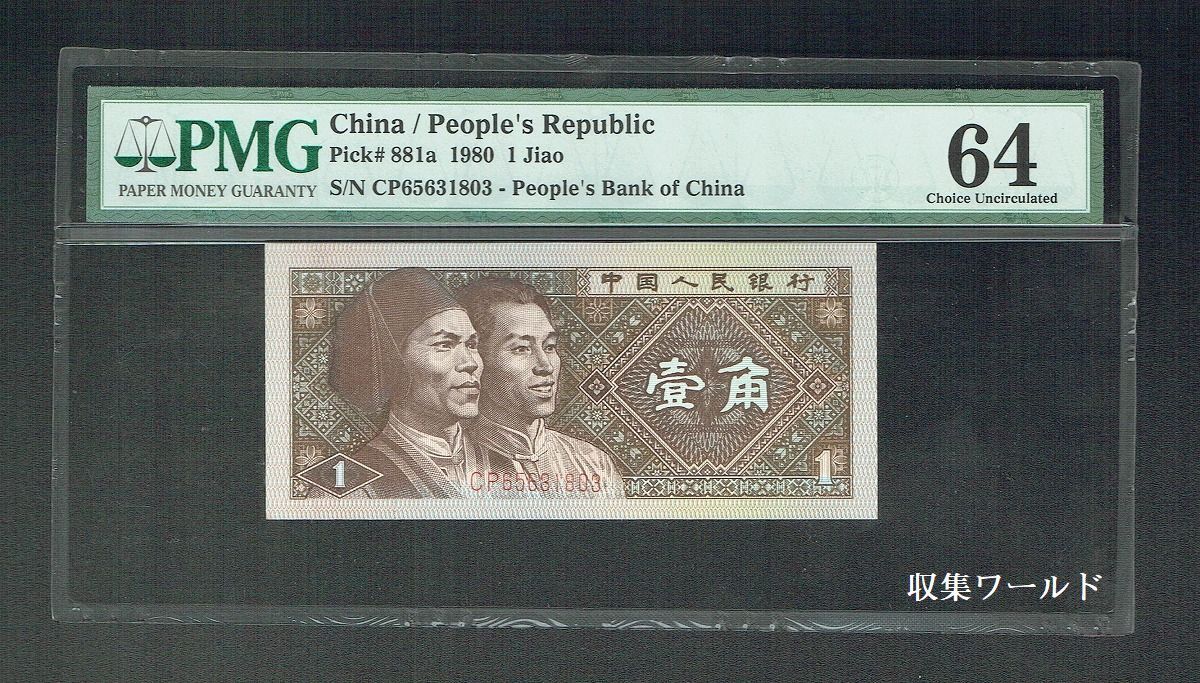 PMG
PAPER MONEY GUARANTY
China / People's Republic
Pick# 881a 1980 1 Jiao
S/N CP65631803 - People's Bank of China
64
Choice Uncirculated
中国人民银行
壹角
1
CP65631803
1
収集ワールド